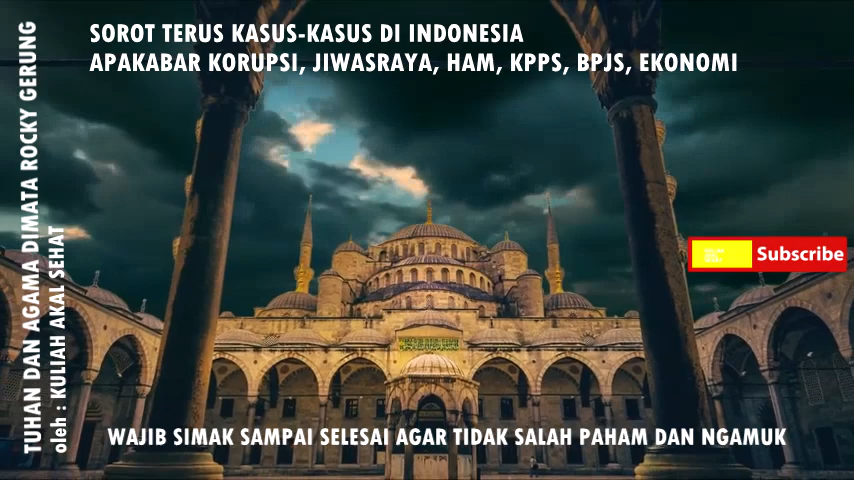 SOROT TERUS KASUS-KASUS DI INDONESIA
APAKABAR KORUPSI, JIWASRAYA, HAM, KPPS, BPJS, EKONOMI
TUHAN DAN AGAMA DIMATA ROCKY GERUNG
oleh : KULIAH AKAL SEHAT
Subscribe
WAJIB SIMAK SAMPAI SELESAI AGAR TIDAK SALAH PAHAM DAN NGAMUK